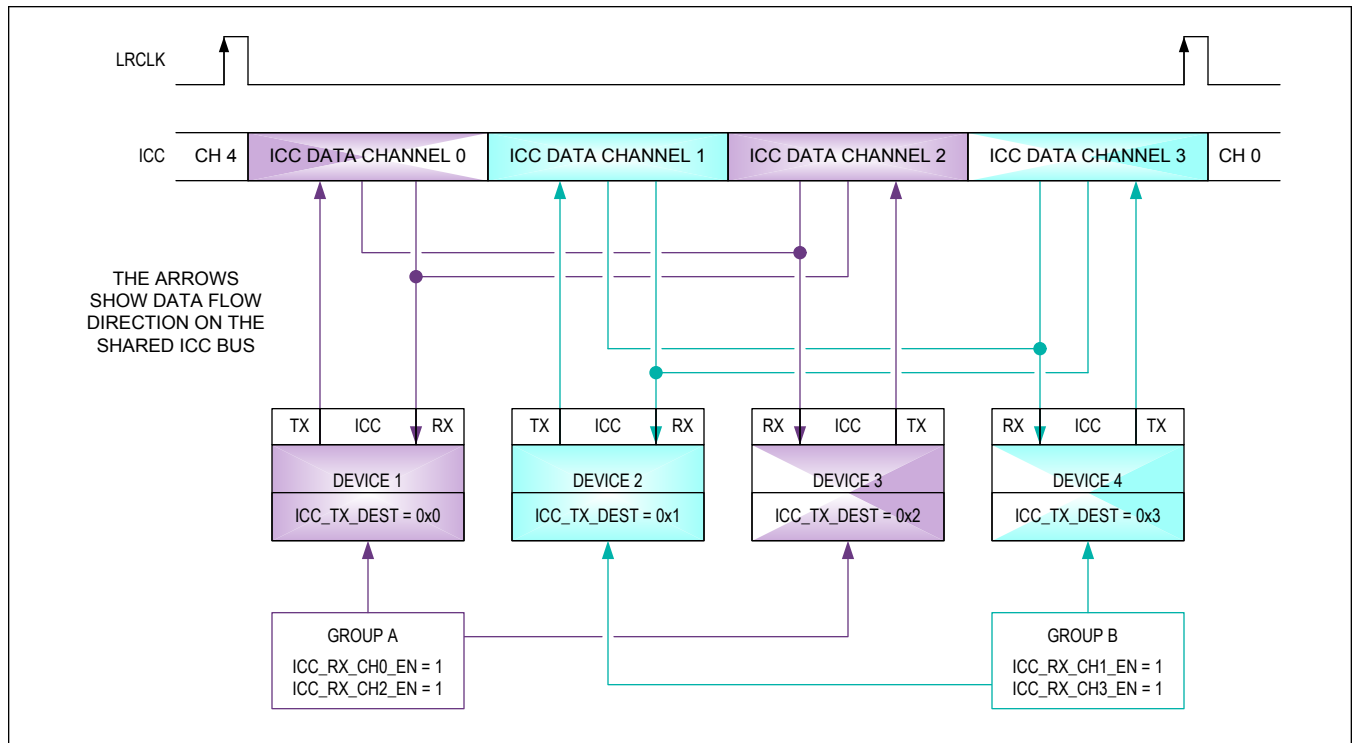 LRCLK
ICC
CH 4
ICC DATA CHANNEL 0
ICC DATA CHANNEL 1
ICC DATA CHANNEL 2
ICC DATA CHANNEL 3
CH 0
THE ARROWS
SHOW DATA FLOW
DIRECTION ON THE
SHARED ICC BUS
TX ICC RX
DEVICE 1
ICC_TX_DEST = 0x0
TX ICC RX
DEVICE 2
ICC_TX_DEST = 0x1
RX ICC TX
DEVICE 3
ICC_TX_DEST = 0x2
RX ICC TX
DEVICE 4
ICC_TX_DEST = 0x3
GROUP A
ICC_RX_CH0_EN = 1
ICC_RX_CH2_EN = 1
GROUP B
ICC_RX_CH1_EN = 1
ICC_RX_CH3_EN = 1